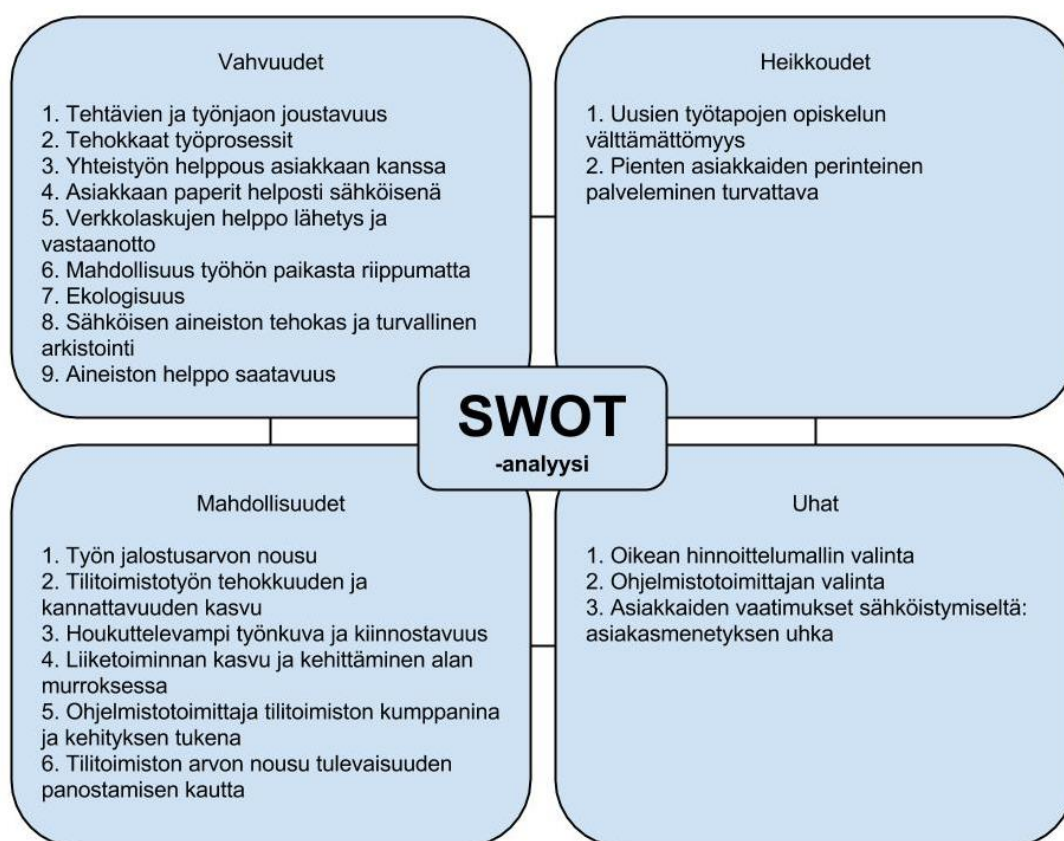 Vahvuudet
1. Tehtävien ja työnjaon joustavuus
2. Tehokkaat työprosessit
3. Yhteistyön helppous asiakkaan kanssa
4. Asiakkaan paperit helposti sähköisenä
5. Verkkolaskujen helppo lähetys ja
vastaanotto
6. Mahdollisuus työhön paikasta riippumatta
7. Ekologisuus
8. Sähköisen aineiston tehokas ja turvallinen
arkistointi
9. Aineiston helppo saatavuus
Heikkoudet
1. Uusien työtapojen opiskelun
välttämättömyys
2. Pienten asiakkaiden perinteinen
palveleminen turvattava
SWOT
-analyysi
Mahdollisuudet
1. Työn jalostusarvon nousu
2. Tilitoimistotyön tehokkuuden ja
kannattavuuden kasvu
3. Houkuttelevampi työnkuva ja kiinnostavuus
4. Liiketoiminnan kasvu ja kehittäminen alan
murroksessa
5. Ohjelmistotoimittaja tilitoimiston kumppanina
ja kehityksen tukena
6. Tilitoimiston arvon nousu tulevaisuuden
panostamisen kautta
Uhat
1. Oikean hinnoittelumallin valinta
2. Ohjelmistotoimittajan valinta
3. Asiakkaiden vaatimukset sähköistymiseltä:
asiakasmenetyksen uhka